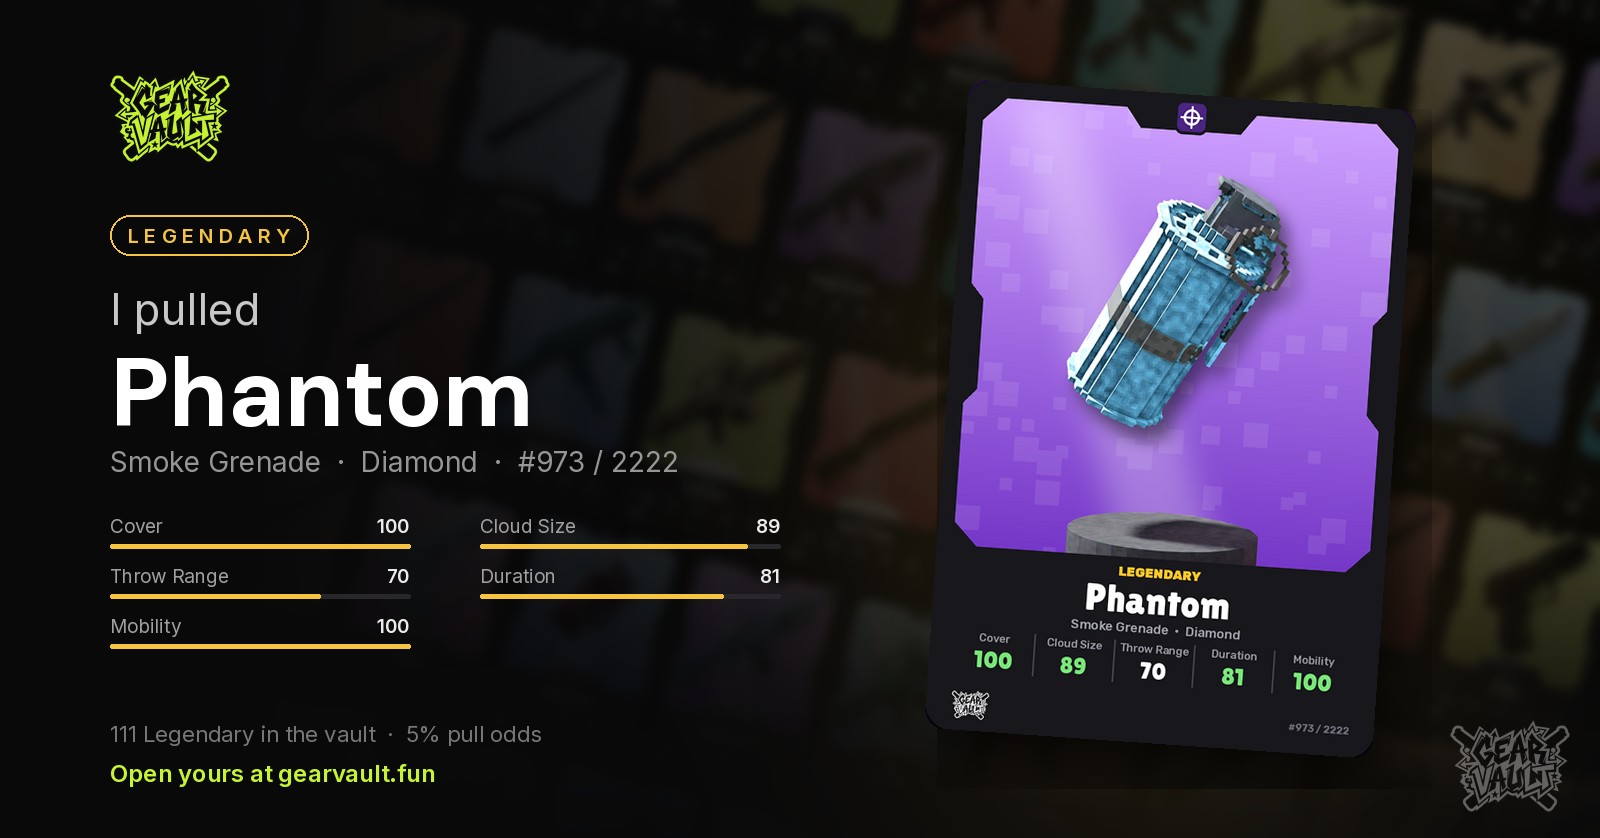 GEAR
VAULT
LEGENDARY
I pulled
Phantom
Smoke Grenade · Diamond · #973 / 2222
Cover 100
Cloud Size 89
Throw Range 70
Duration 81
Mobility 100
111 Legendary in the vault · 5% pull odds
Open yours at gearvault.fun
LEGENDARY
Phantom
Smoke Grenade · Diamond
Cover Cloud Size Throw Range Duration Mobility
100 89 70 81 100
GEAR
VAULT
#973 / 2222
GEAR
VAULT